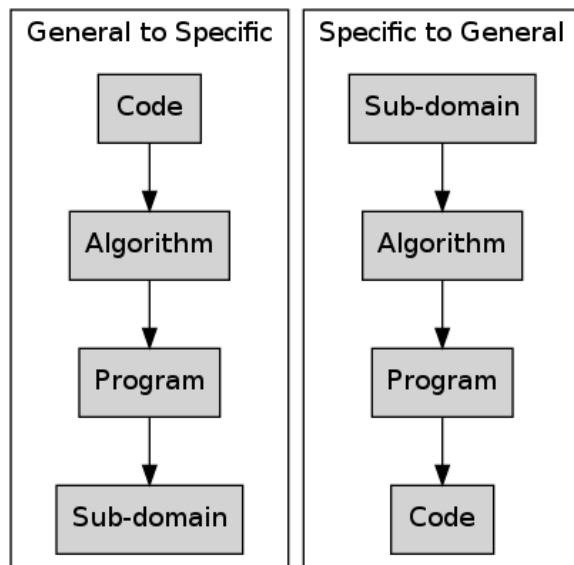 General to Specific
Code
Algorithm
Program
Sub-domain
Specific to General
Sub-domain
Algorithm
Program
Code